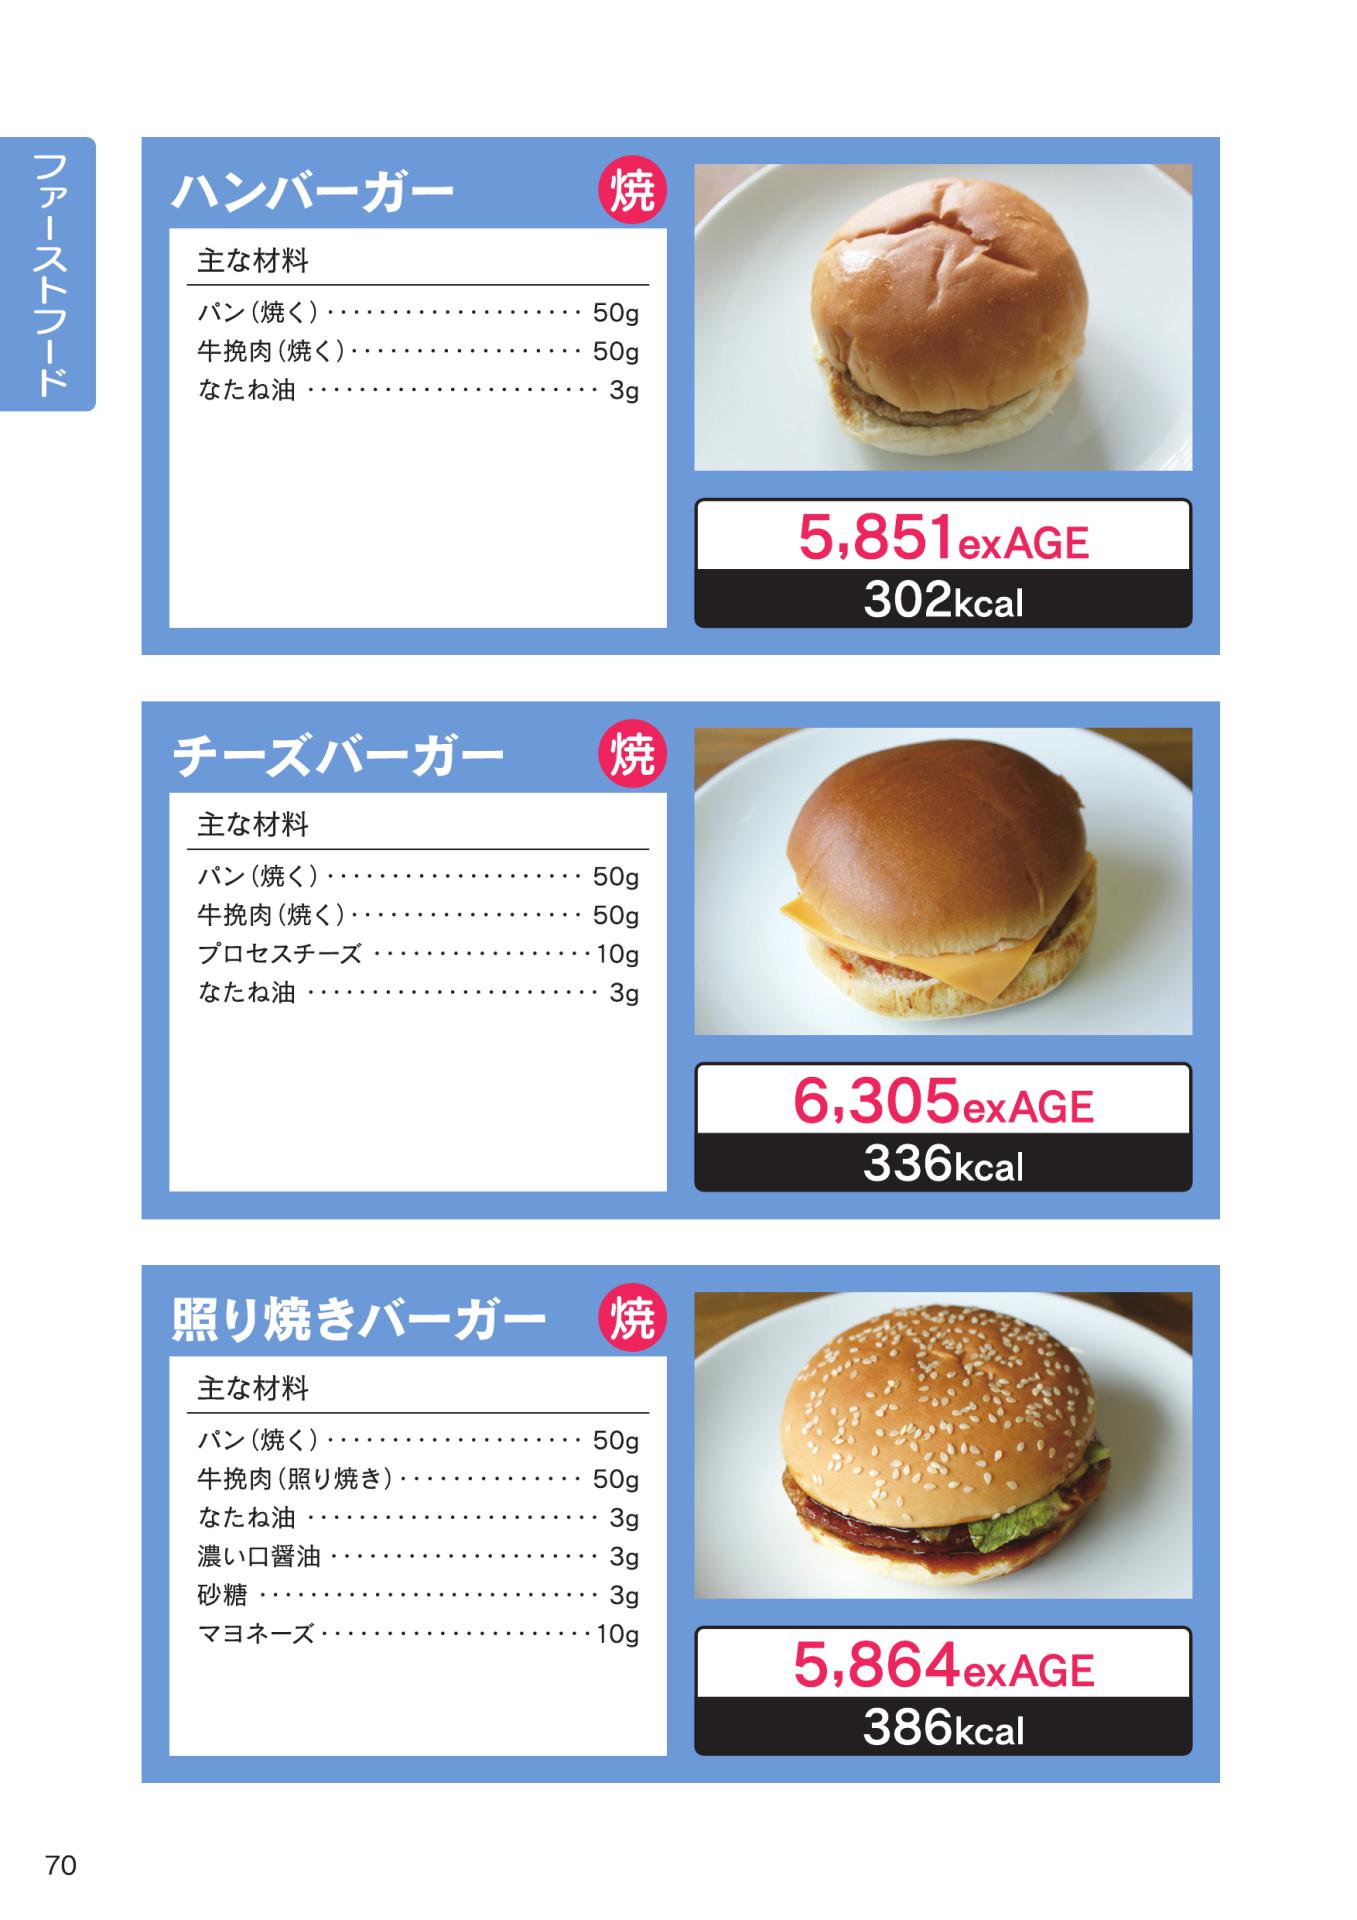 ファーストフード
ハンバーガー 焼
主な材料
パン（焼く）・・・・・・・・・・・・・・・・・・・・ 50g
牛挽肉（焼く）・・・・・・・・・・・・・・・・・・ 50g
なたね油 ・・・・・・・・・・・・・・・・・・・・・・・ 3g
5,851exAGE
302kcal
チーズバーガー 焼
主な材料
パン（焼く）・・・・・・・・・・・・・・・・・・・・ 50g
牛挽肉（焼く）・・・・・・・・・・・・・・・・・・ 50g
プロセスチーズ ・・・・・・・・・・・・・・・・・10g
なたね油 ・・・・・・・・・・・・・・・・・・・・・・・ 3g
6,305exAGE
336kcal
照り焼きバーガー 焼
主な材料
パン（焼く）・・・・・・・・・・・・・・・・・・・・ 50g
牛挽肉（照り焼き）・・・・・・・・・・・・・・ 50g
なたね油 ・・・・・・・・・・・・・・・・・・・・・・・ 3g
濃い口醤油 ・・・・・・・・・・・・・・・・・・・・・ 3g
砂糖 ・・・・・・・・・・・・・・・・・・・・・・・・・・ 3g
マヨネーズ・・・・・・・・・・・・・・・・・・・・・10g
5,864exAGE
386kcal
70